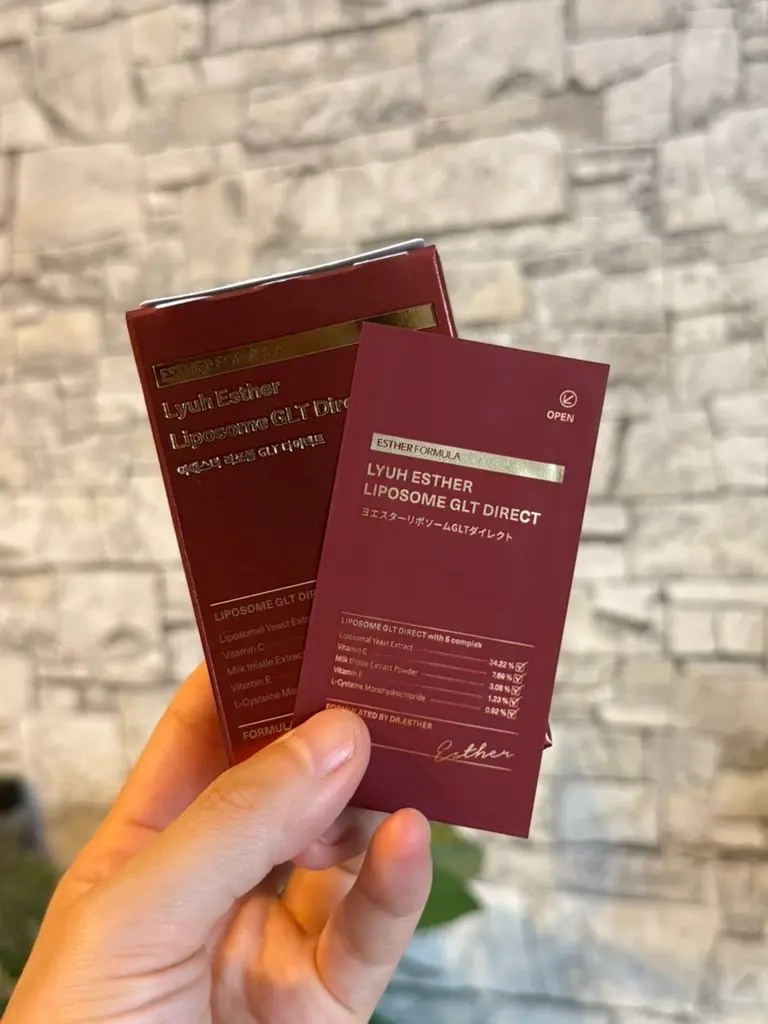 ESTHER FORMULA
Lyuh Esther
Liposome GLT Dire
여에스더 리포좀 GLT 다이렉트
LIPOSOME GLT DIR
Liposomal Yeast Extr
Vitamin C
Milk thistle Extrac
Vitamin E
L-Cysteine Mo
FORMULA
OPEN
ESTHER FORMULA
LYUH ESTHER
LIPOSOME GLT DIRECT
ヨエスターリポソームGLTダイレクト
LIPOSOME GLT DIRECT with 5 complex
Liposomal Yeast Extract 34.22 %
Vitamin C 7.69 %
Milk thistle Extract Powder 3.08 %
Vitamin E 1.23 %
L-Cysteine Monohydrochloride 0.92 %
FORMULATED BY DR.ESTHER
Esther